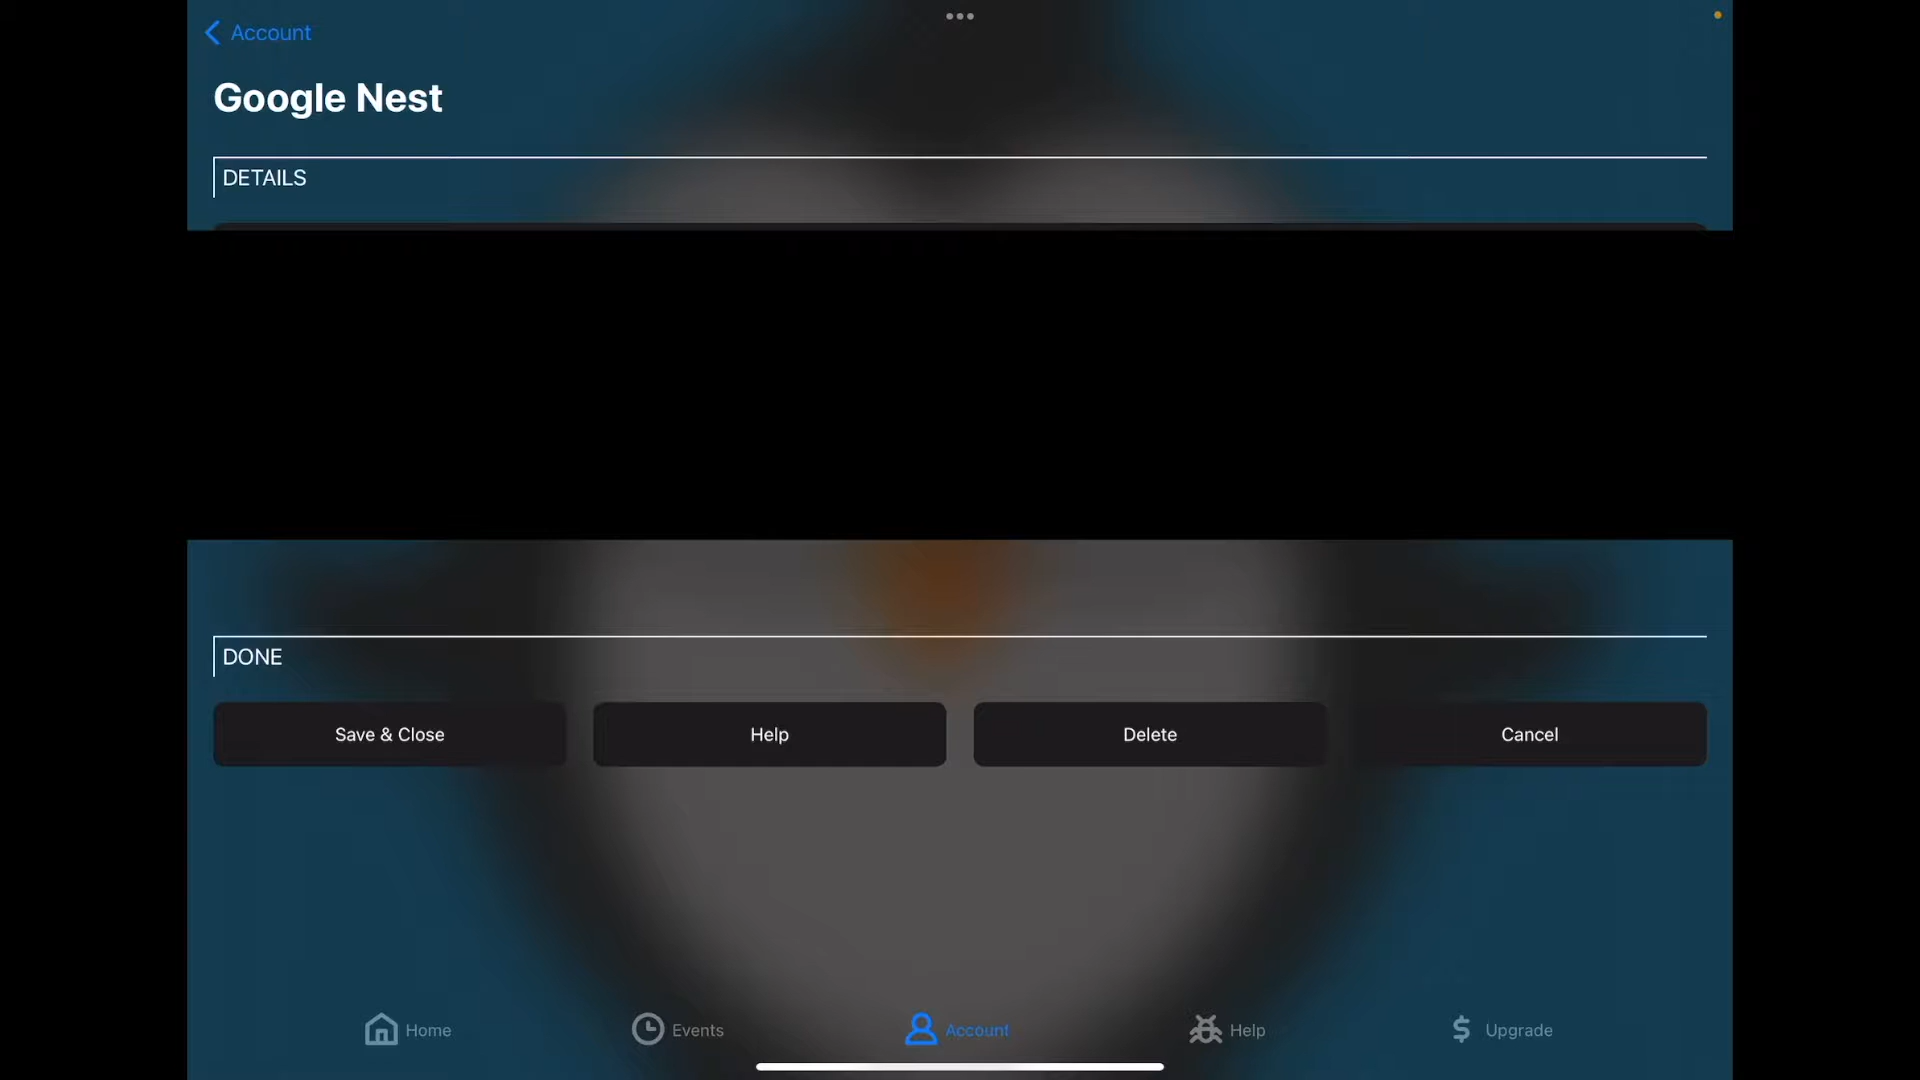 Account
Google Nest
DETAILS
DONE
Save & Close
Help
Delete
Cancel
Home
Events
Account
Help
Upgrade